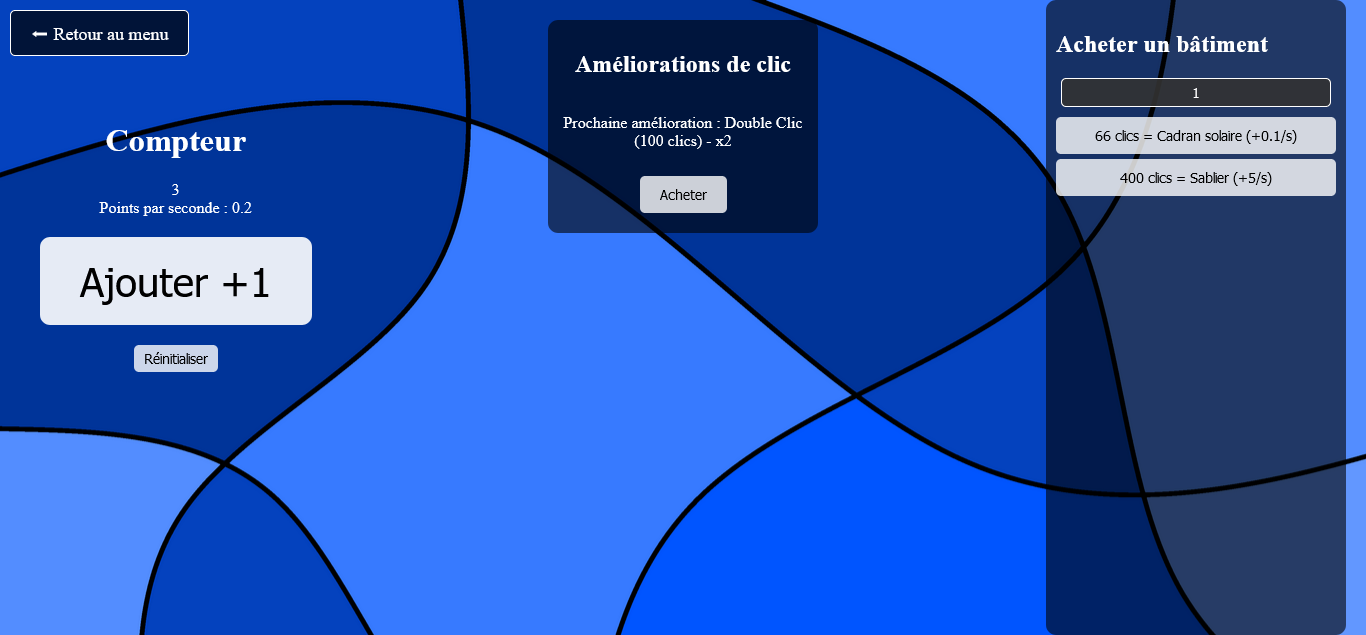 ← Retour au menu
Compteur
3
Points par seconde : 0.2
Ajouter +1
Réinitialiser
Améliorations de clic
Prochaine amélioration : Double Clic
(100 clics) - x2
Acheter
Acheter un bâtiment
1
66 clics = Cadran solaire (+0.1/s)
400 clics = Sablier (+5/s)